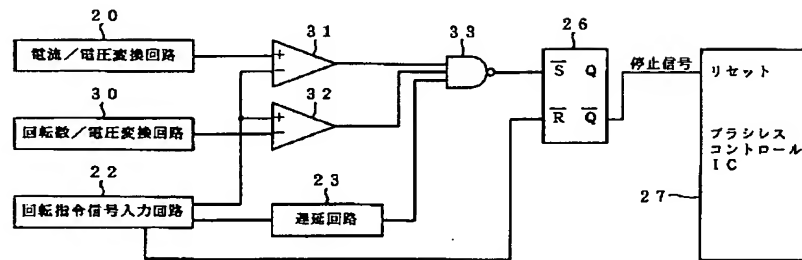 20
電流/電圧変換回路
30
回転数/電圧変換回路
22
回転指令信号入力回路
31
+
−
32
+
−
23
遅延回路
33
26
S̅ Q
R̅ Q̅
停止信号
リセット
ブラシレス
コントロール
IC
27